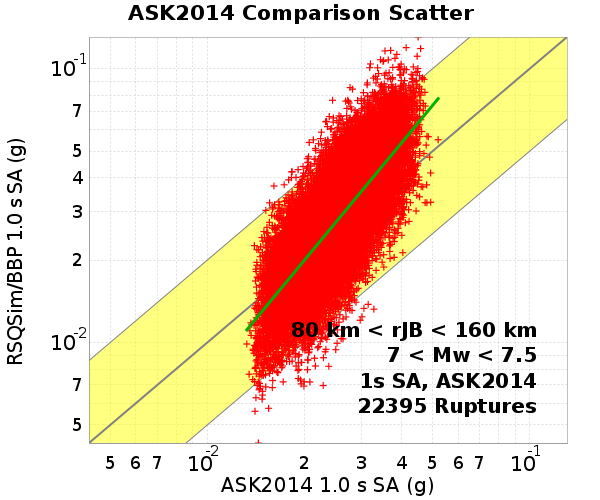 ASK2014 Comparison Scatter
RSQSim/BBP 1.0 s SA (g)
10-1
7
5
4
3
2
10-2
7
5
80 km < rJB < 160 km
7 < Mw < 7.5
1s SA, ASK2014
22395 Ruptures
5 6 7 10-2 2 3 4 5 6 7 10-1
ASK2014 1.0 s SA (g)